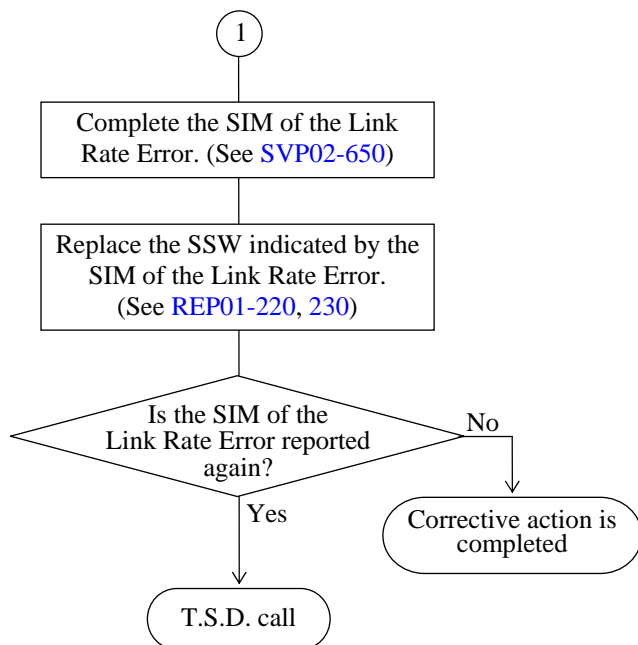 1
Complete the SIM of the Link
Rate Error. (See SVP02-650)
Replace the SSW indicated by the
SIM of the Link Rate Error.
(See REP01-220, 230)
Is the SIM of the
Link Rate Error reported
again?
No
Yes
Corrective action is
completed
T.S.D. call